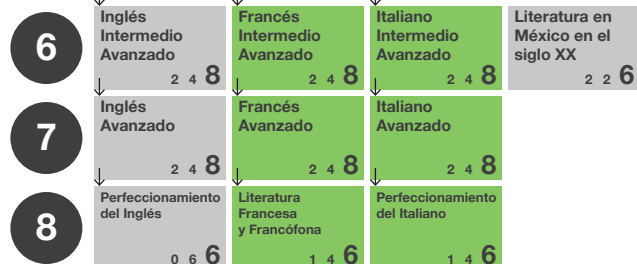 6
Inglés
Intermedio
Avanzado
2 4 8
Francés
Intermedio
Avanzado
2 4 8
Italiano
Intermedio
Avanzado
2 4 8
Literatura en
México en el
siglo XX
2 2 6
7
Inglés
Avanzado
2 4 8
Francés
Avanzado
2 4 8
Italiano
Avanzado
2 4 8
8
Perfeccionamiento
del Inglés
0 6 6
Literatura
Francesa
y Francófona
1 4 6
Perfeccionamiento
del Italiano
1 4 6